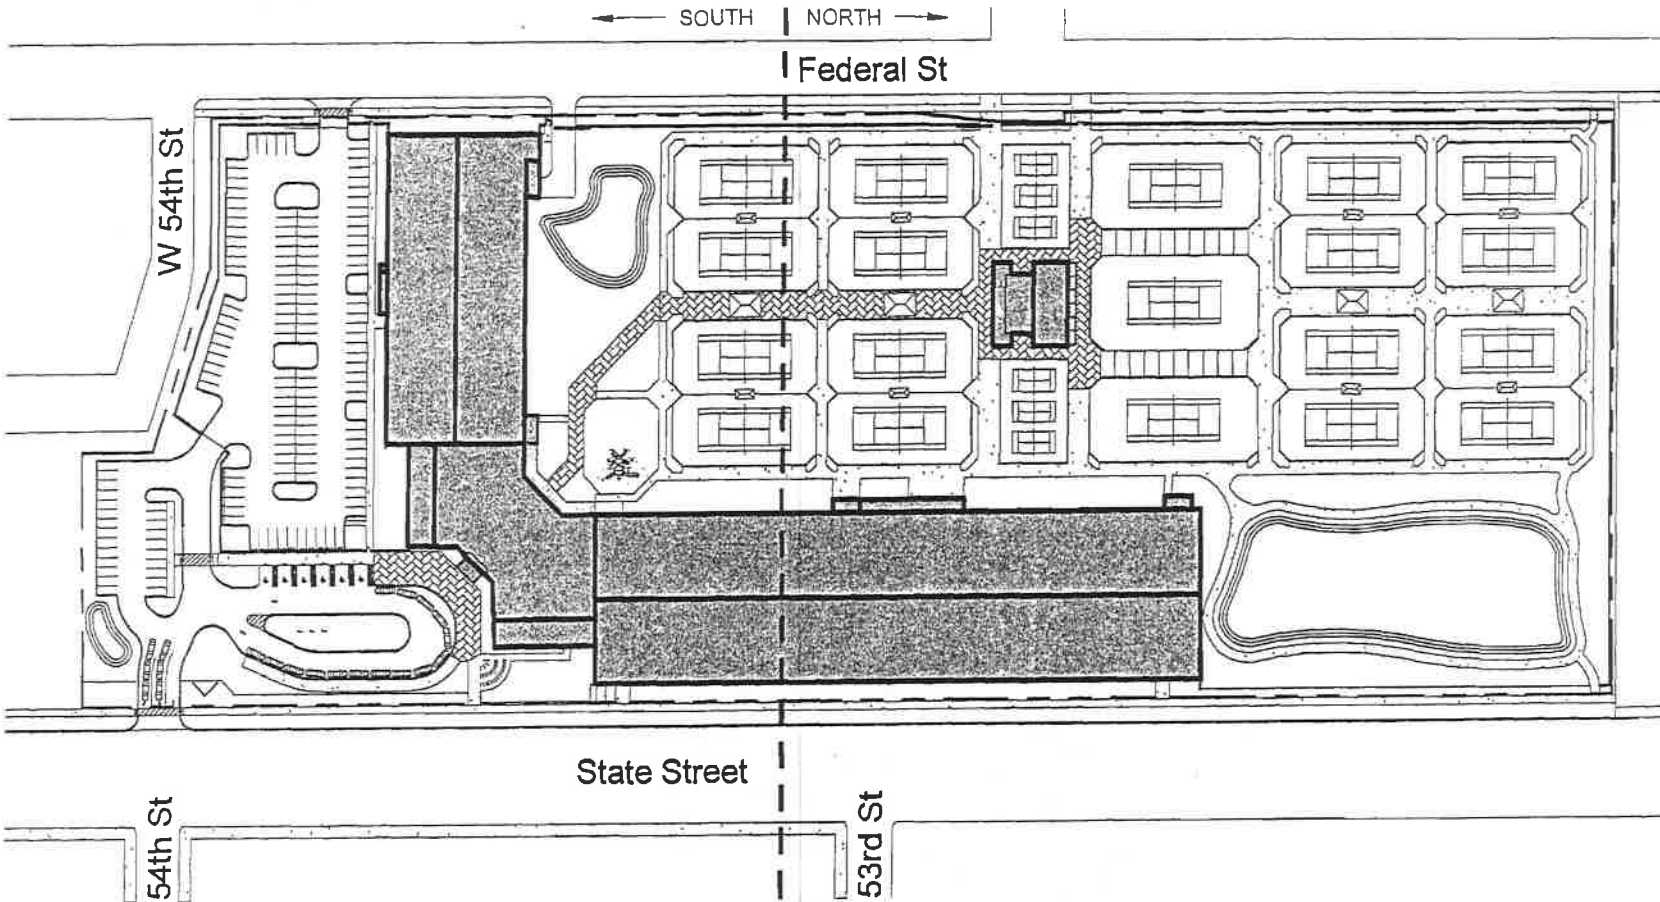 SOUTH NORTH
Federal St
W 54th St
State Street
54th St
53rd St